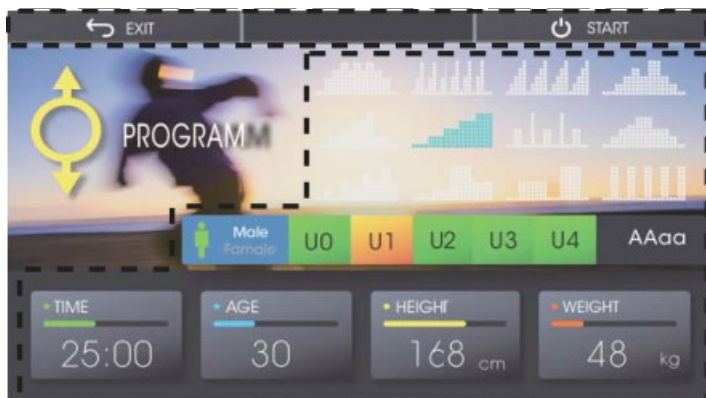 EXIT
START
PROGRAM
Male
Famale
U0 U1 U2 U3 U4 AAaa
TIME AGE HEIGHT WEIGHT
25:00 30 168 cm 48 kg